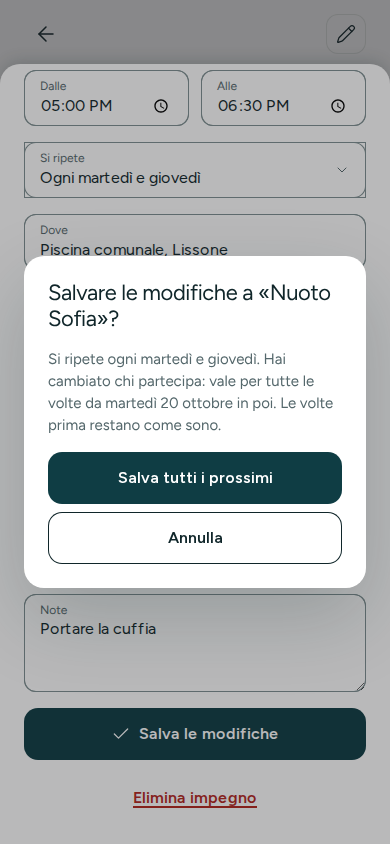 Dalle
05:00 PM
Alle
06:30 PM
Si ripete
Ogni martedì e giovedì
Dove
Piscina comunale, Lissone
Salvare le modifiche a «Nuoto
Sofia»?
Si ripete ogni martedì e giovedì. Hai
cambiato chi partecipa: vale per tutte le
volte da martedì 20 ottobre in poi. Le volte
prima restano come sono.
Salva tutti i prossimi
Annulla
Note
Portare la cuffia
Salva le modifiche
Elimina impegno